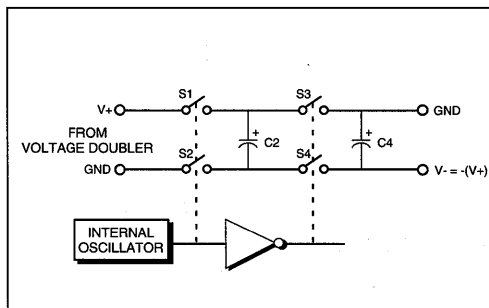 S1
S3
V+
GND
+
C2
+
C4
FROM
VOLTAGE DOUBLER
S2
S4
GND
V- = -(V+)
INTERNAL
OSCILLATOR